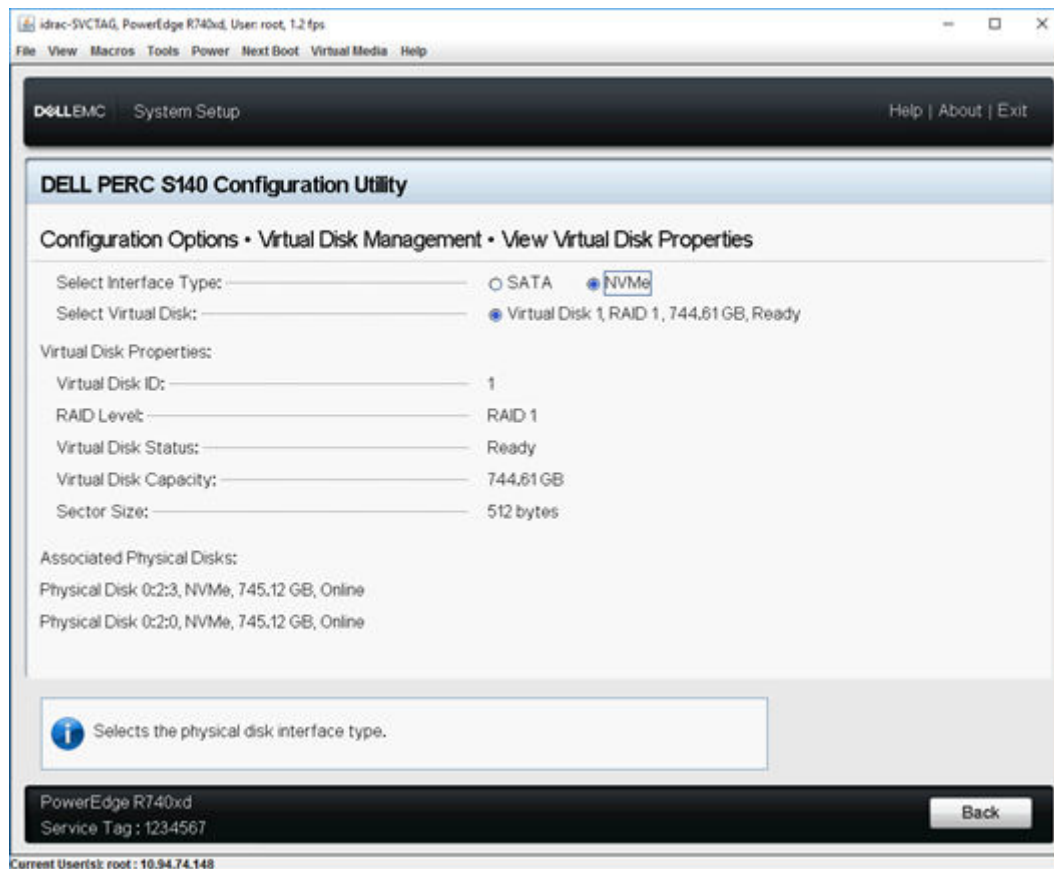 idrac-SVCTAG, PowerEdge R740xd, User: root, 1.2 fps
File View Macros Tools Power Next Boot Virtual Media Help
DELLEMC System Setup Help | About | Exit
DELL PERC S140 Configuration Utility
Configuration Options • Virtual Disk Management • View Virtual Disk Properties
Select Interface Type: SATA NVMe
Select Virtual Disk: Virtual Disk 1, RAID 1, 744.61 GB, Ready
Virtual Disk Properties:
Virtual Disk ID: 1
RAID Level: RAID 1
Virtual Disk Status: Ready
Virtual Disk Capacity: 744.61 GB
Sector Size: 512 bytes
Associated Physical Disks:
Physical Disk 0:2:3, NVMe, 745.12 GB, Online
Physical Disk 0:2:0, NVMe, 745.12 GB, Online
i Selects the physical disk interface type.
PowerEdge R740xd
Service Tag : 1234567 Back
Current User(s): root : 10.94.74.148